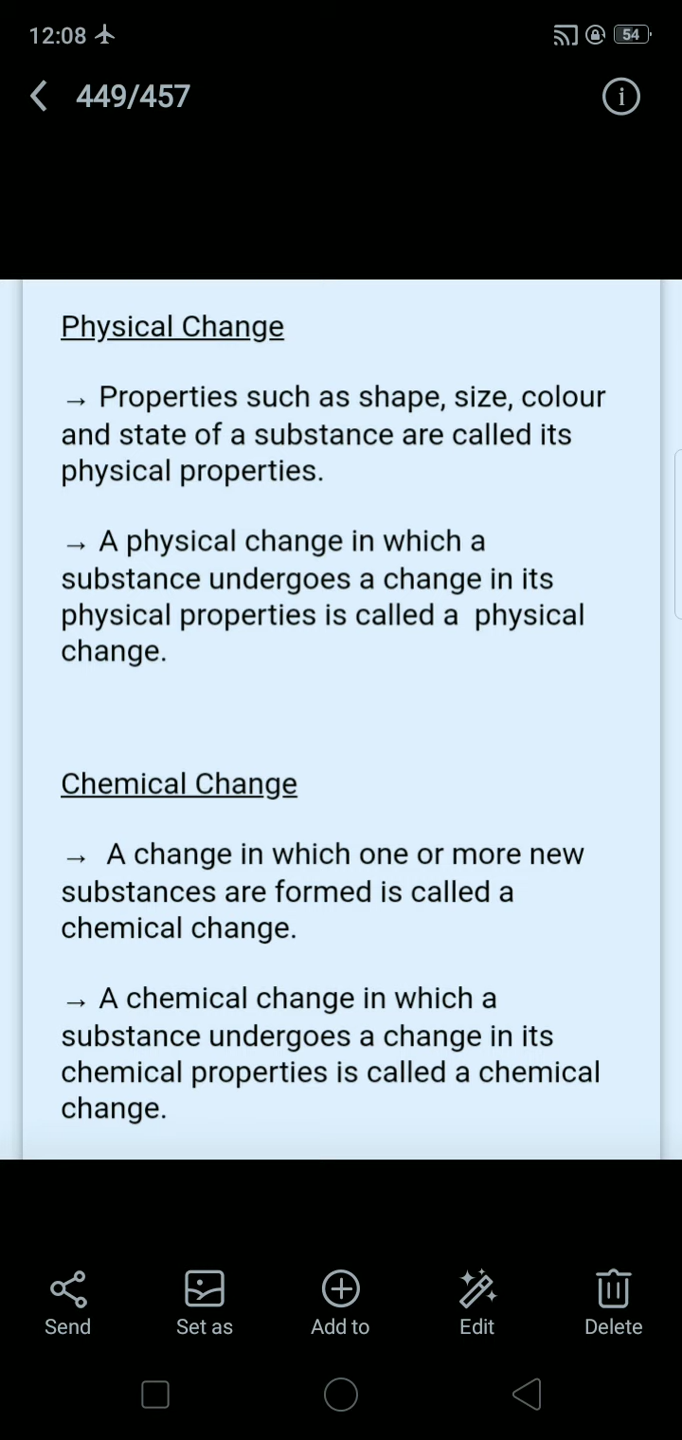 12:08
54
449/457
Physical Change
→ Properties such as shape, size, colour
and state of a substance are called its
physical properties.
→ A physical change in which a
substance undergoes a change in its
physical properties is called a  physical
change.
Chemical Change
→  A change in which one or more new
substances are formed is called a
chemical change.
→ A chemical change in which a
substance undergoes a change in its
chemical properties is called a chemical
change.
Send Set as Add to Edit Delete